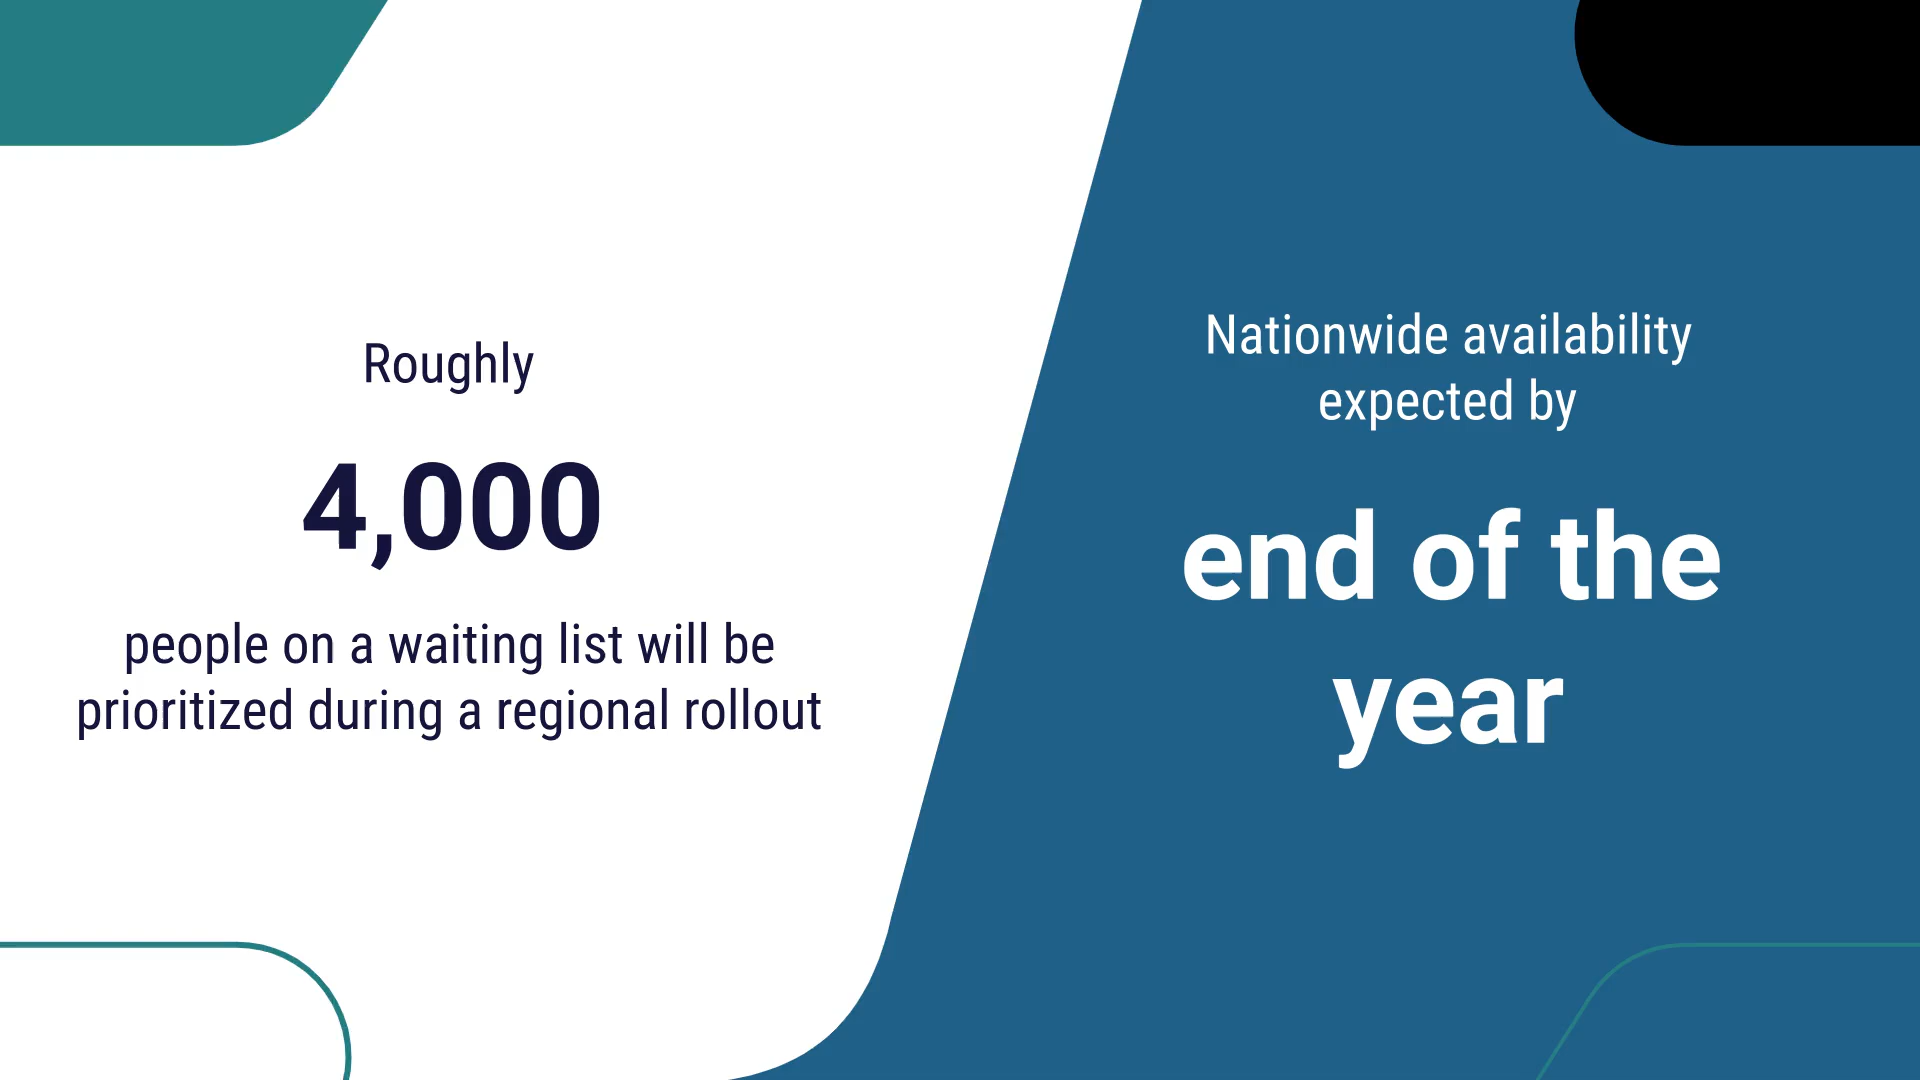 Roughly
4,000
people on a waiting list will be
prioritized during a regional rollout
Nationwide availability
expected by
end of the
year